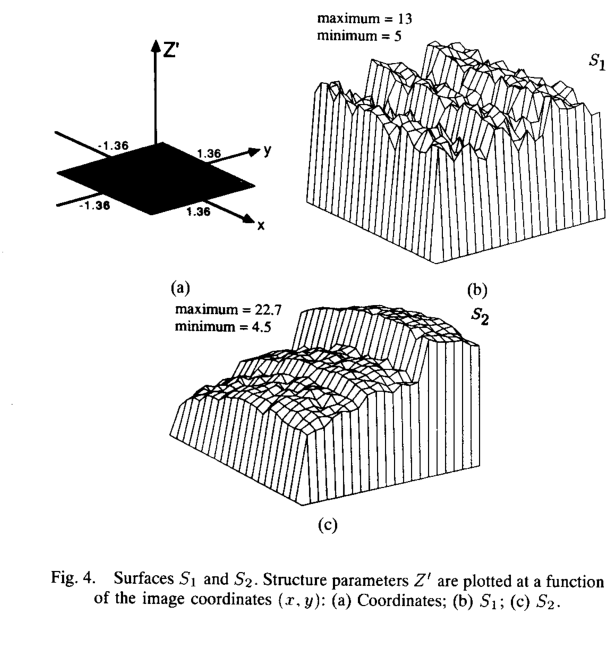 maximum = 13
minimum = 5
S1
Z'
-1.36
1.36
y
-1.36
1.36
x
(a)
(b)
maximum = 22.7
minimum = 4.5
S2
(c)
Fig. 4. Surfaces S1 and S2. Structure parameters Z' are plotted at a function
of the image coordinates (x, y): (a) Coordinates; (b) S1; (c) S2.